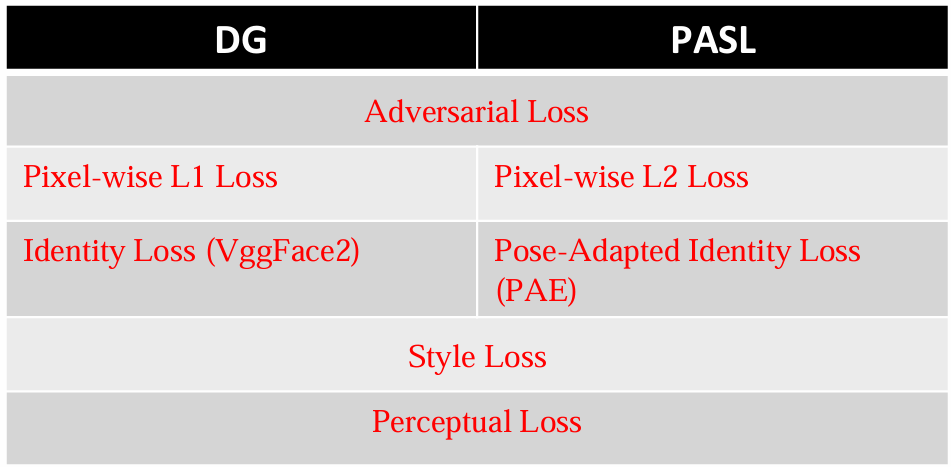 DG PASL
Adversarial Loss
Pixel-wise L1 Loss Pixel-wise L2 Loss
Identity Loss (VggFace2) Pose-Adapted Identity Loss
(PAE)
Style Loss
Perceptual Loss